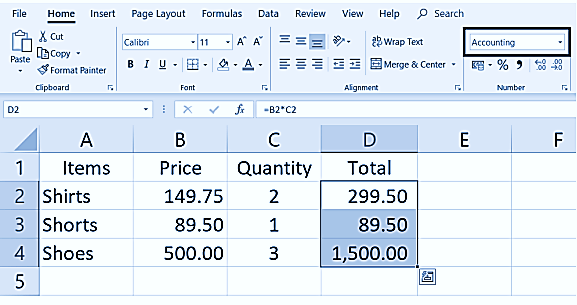 File Home Insert Page Layout Formulas Data Review View Help Search
Cut
Copy
Paste
Format Painter
Clipboard
Calibri 11 A A
B I U A
Font
Wrap Text
Merge & Center
Alignment
Accounting
% 9
Number
D2 fx =B2*C2
A B C D E F
1 Items Price Quantity Total
2 Shirts 149.75 2 299.50
3 Shorts 89.50 1 89.50
4 Shoes 500.00 3 1,500.00
5